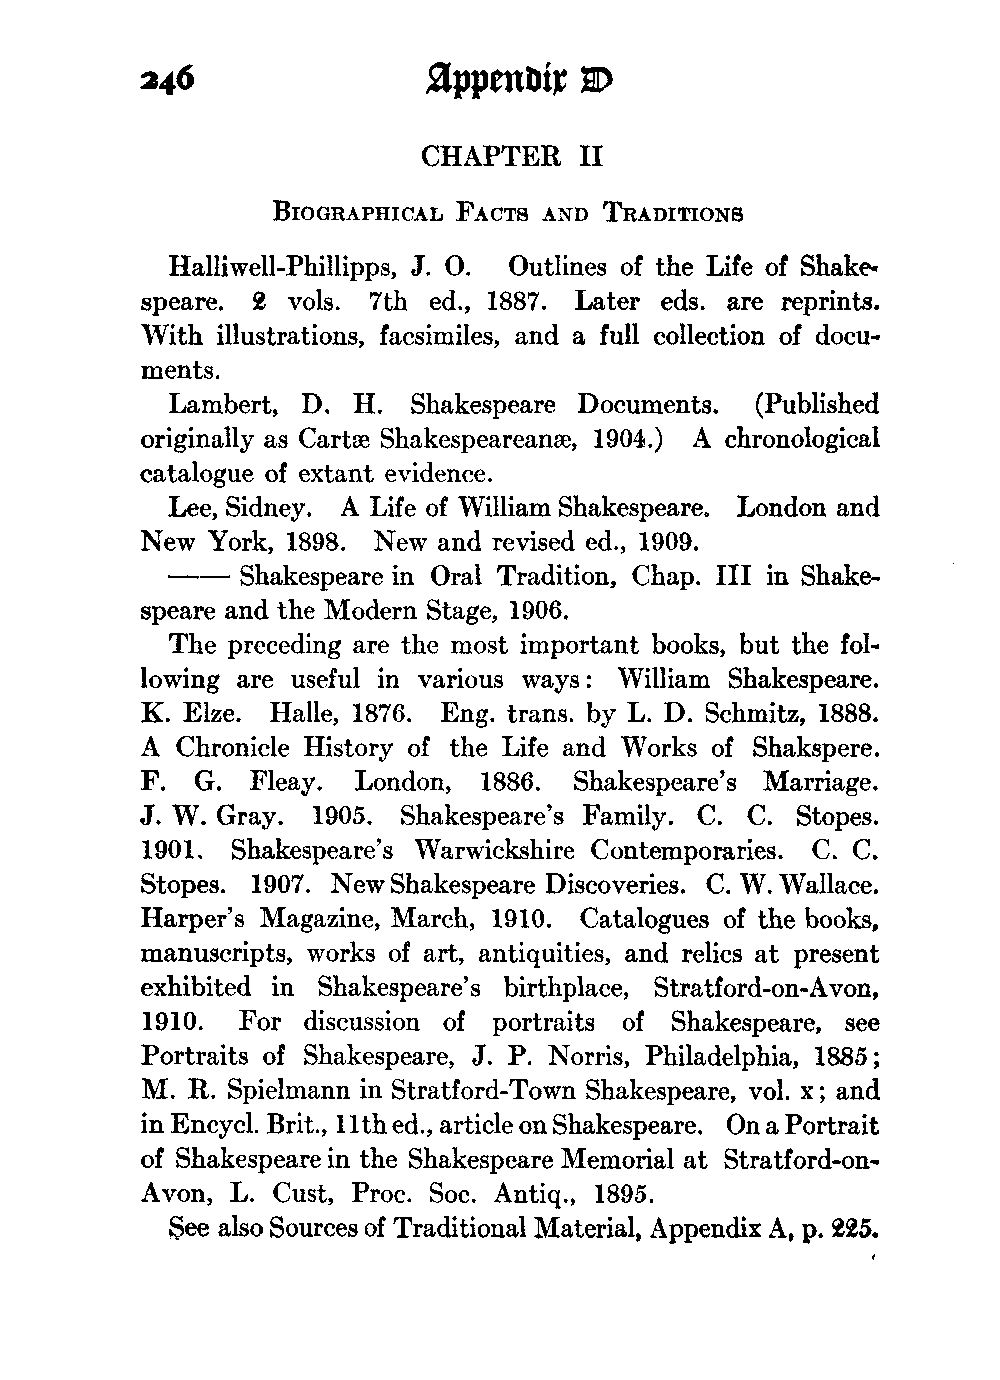 246 Appendix D
CHAPTER II
BIOGRAPHICAL FACTS AND TRADITIONS
Halliwell-Phillipps, J. O. Outlines of the Life of Shake-
speare. 2 vols. 7th ed., 1887. Later eds. are reprints.
With illustrations, facsimiles, and a full collection of docu-
ments.
Lambert, D. H. Shakespeare Documents. (Published
originally as Cartæ Shakespeareanæ, 1904.) A chronological
catalogue of extant evidence.
Lee, Sidney. A Life of William Shakespeare. London and
New York, 1898. New and revised ed., 1909.
—— Shakespeare in Oral Tradition, Chap. III in Shake-
speare and the Modern Stage, 1906.
The preceding are the most important books, but the fol-
lowing are useful in various ways: William Shakespeare.
K. Elze. Halle, 1876. Eng. trans. by L. D. Schmitz, 1888.
A Chronicle History of the Life and Works of Shakspere.
F. G. Fleay. London, 1886. Shakespeare's Marriage.
J. W. Gray. 1905. Shakespeare's Family. C. C. Stopes.
1901. Shakespeare's Warwickshire Contemporaries. C. C.
Stopes. 1907. New Shakespeare Discoveries. C. W. Wallace.
Harper's Magazine, March, 1910. Catalogues of the books,
manuscripts, works of art, antiquities, and relics at present
exhibited in Shakespeare's birthplace, Stratford-on-Avon,
1910. For discussion of portraits of Shakespeare, see
Portraits of Shakespeare, J. P. Norris, Philadelphia, 1885;
M. R. Spielmann in Stratford-Town Shakespeare, vol. x; and
in Encycl. Brit., 11th ed., article on Shakespeare. On a Portrait
of Shakespeare in the Shakespeare Memorial at Stratford-on-
Avon, L. Cust, Proc. Soc. Antiq., 1895.
See also Sources of Traditional Material, Appendix A, p. 225.